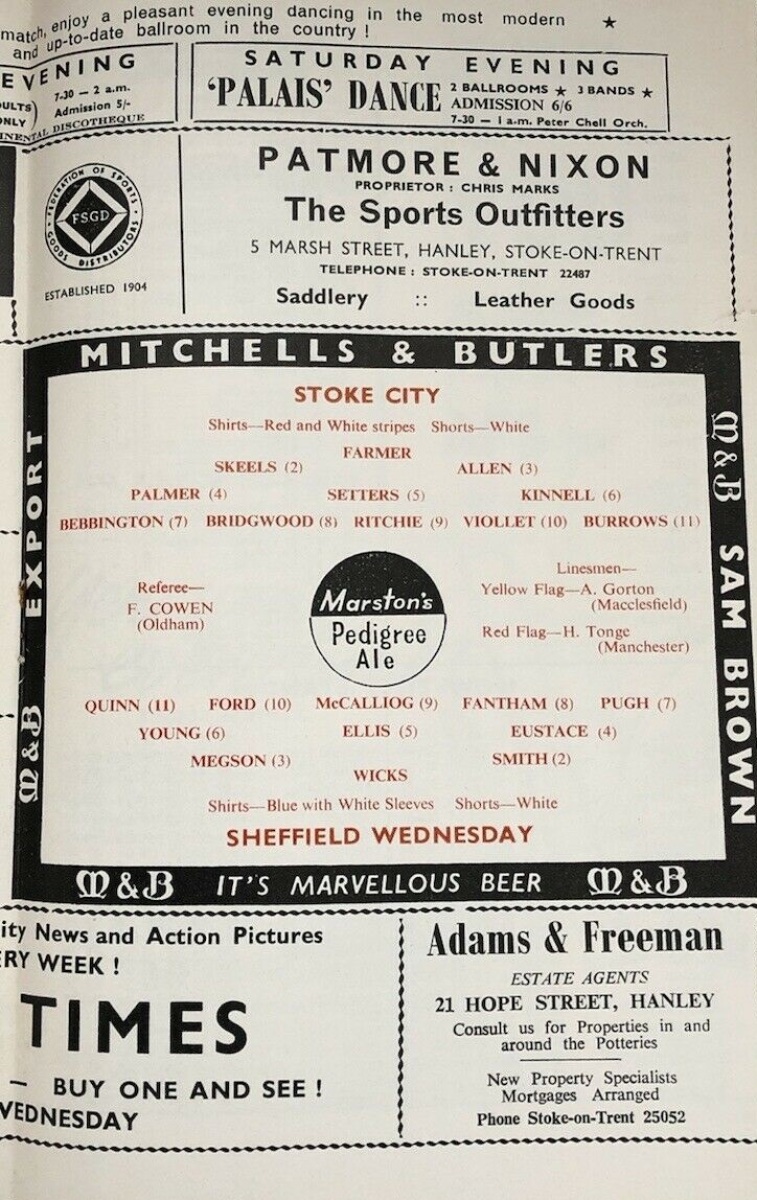 match, enjoy a pleasant evening dancing in the most modern ★
and up-to-date ballroom in the country !
EVENING
7-30 — 2 a.m.
Admission 5/-
ONLY
DISCOTHEQUE
SATURDAY EVENING
'PALAIS' DANCE
2 BALLROOMS ★ 3 BANDS ★
ADMISSION 6/6
7-30 — 1 a.m. Peter Chell Orch.
FEDERATION OF SPORTS
FSGD
GOODS DISTRIBUTORS
ESTABLISHED 1904
PATMORE & NIXON
PROPRIETOR : CHRIS MARKS
The Sports Outfitters
5 MARSH STREET, HANLEY, STOKE-ON-TRENT
TELEPHONE : STOKE-ON-TRENT 22487
Saddlery :: Leather Goods
MITCHELLS & BUTLERS
M & B EXPORT
M & B SAM BROWN
STOKE CITY
Shirts—Red and White stripes Shorts—White
FARMER
SKEELS (2) ALLEN (3)
PALMER (4) SETTERS (5) KINNELL (6)
BEBBINGTON (7) BRIDGWOOD (8) RITCHIE (9) VIOLLET (10) BURROWS (11)
Referee—
F. COWEN
(Oldham)
Marston's
Pedigree
Ale
Linesmen—
Yellow Flag—A. Gorton
(Macclesfield)
Red Flag—H. Tonge
(Manchester)
QUINN (11) FORD (10) McCALLIOG (9) FANTHAM (8) PUGH (7)
YOUNG (6) ELLIS (5) EUSTACE (4)
MEGSON (3) SMITH (2)
WICKS
Shirts—Blue with White Sleeves Shorts—White
SHEFFIELD WEDNESDAY
M & B IT'S MARVELLOUS BEER M & B
ity News and Action Pictures
ERY WEEK !
TIMES
— BUY ONE AND SEE !
WEDNESDAY
Adams & Freeman
ESTATE AGENTS
21 HOPE STREET, HANLEY
Consult us for Properties in and
around the Potteries
New Property Specialists
Mortgages Arranged
Phone Stoke-on-Trent 25052